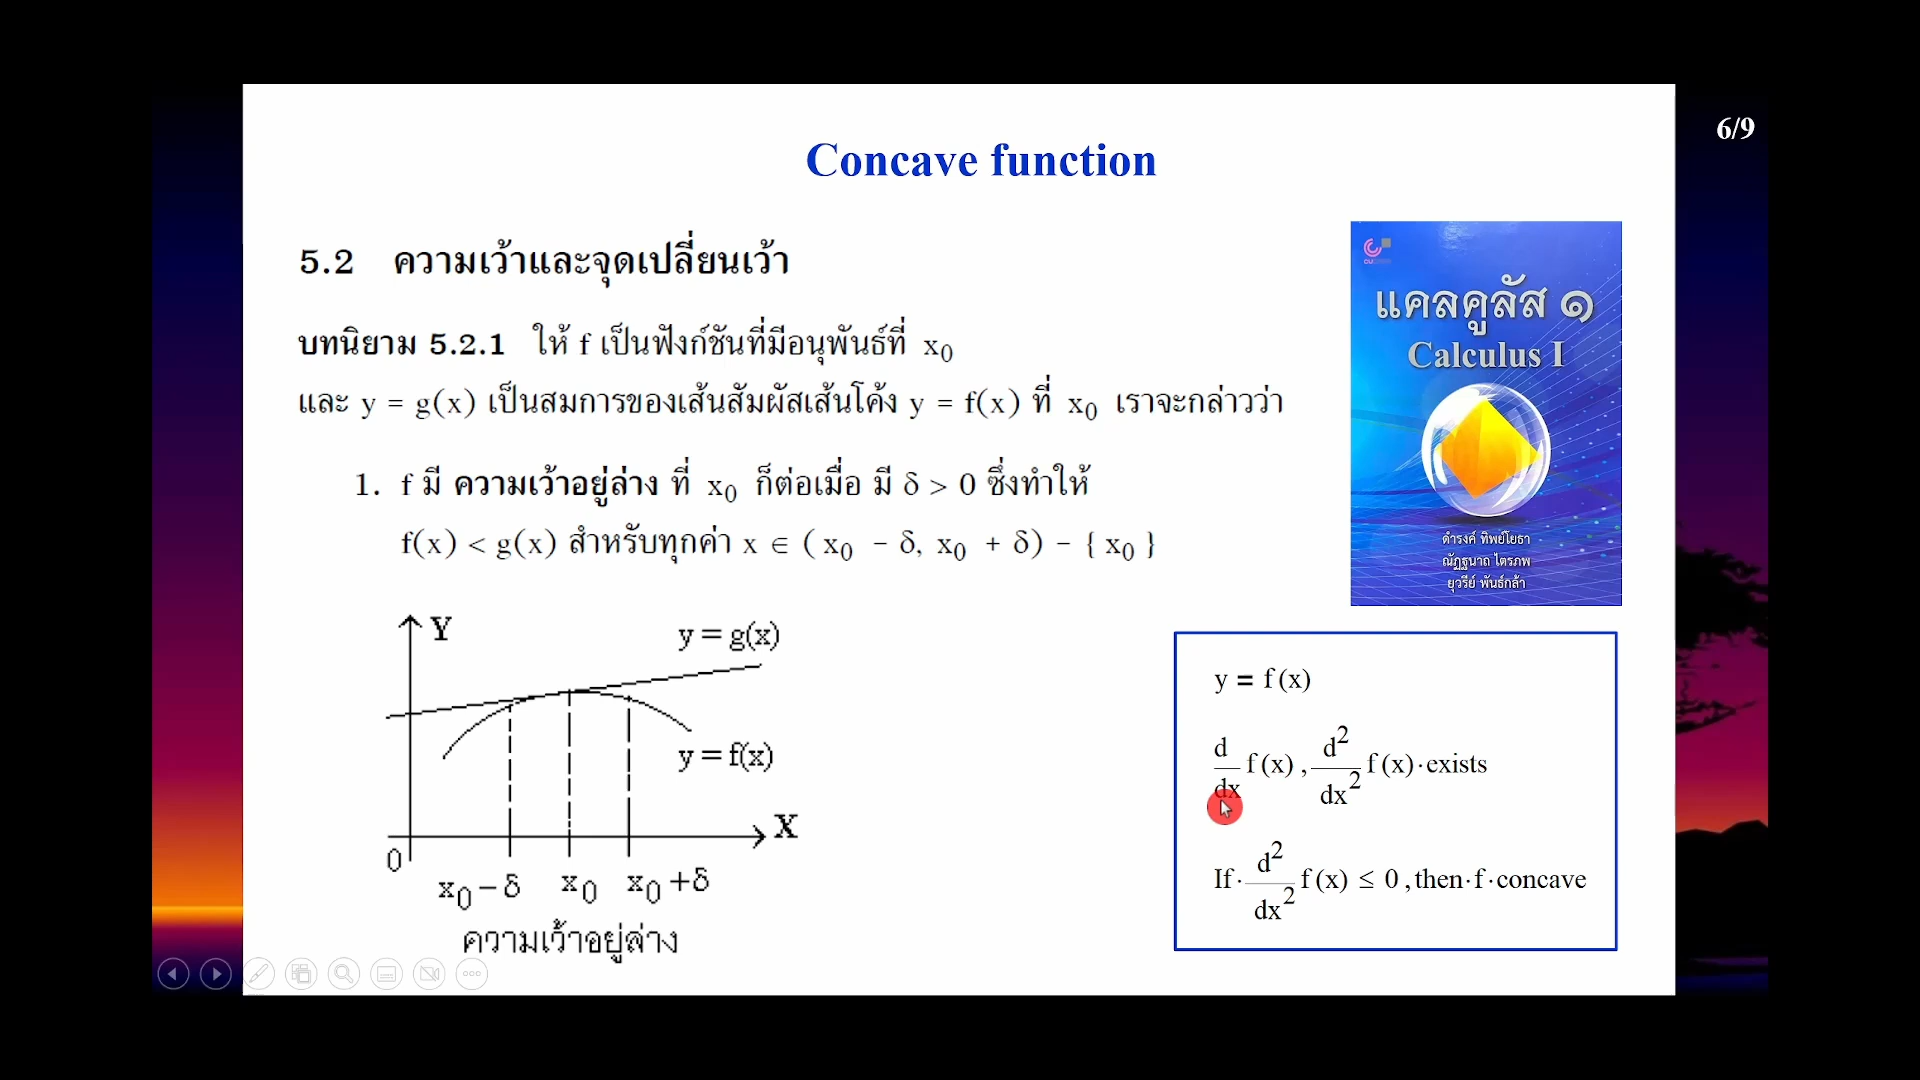 6/9
Concave function
5.2 ความเว้าและจุดเปลี่ยนเว้า
บทนิยาม 5.2.1 ให้ f เป็นฟังก์ชันที่มีอนุพันธ์ที่ x₀
และ y = g(x) เป็นสมการของเส้นสัมผัสเส้นโค้ง y = f(x) ที่ x₀ เราจะกล่าวว่า
1. f มี ความเว้าอยู่ล่าง ที่ x₀ ก็ต่อเมื่อ มี δ > 0 ซึ่งทำให้
f(x) < g(x) สำหรับทุกค่า x ∈ ( x₀ − δ, x₀ + δ) − { x₀ }
แคลคูลัส ๑
Calculus I
ดำรงค์ ทิพย์โยธา
ณัฏฐนาถ ไตรภพ
ยุวรีย์ พันธ์กล้า
Y
y = g(x)
y = f(x)
X
0
x₀ − δ x₀ x₀ + δ
ความเว้าอยู่ล่าง
y = f (x)
d/dx f (x) , d²/dx² f (x) · exists
If · d²/dx² f (x) ≤ 0 , then · f · concave